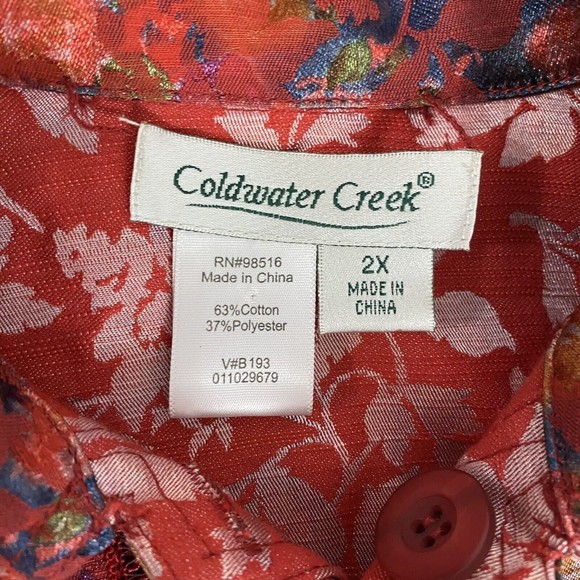 Coldwater Creek®
RN#98516
Made in China
63%Cotton
37%Polyester
V#B193
011029679
2X
MADE IN
CHINA